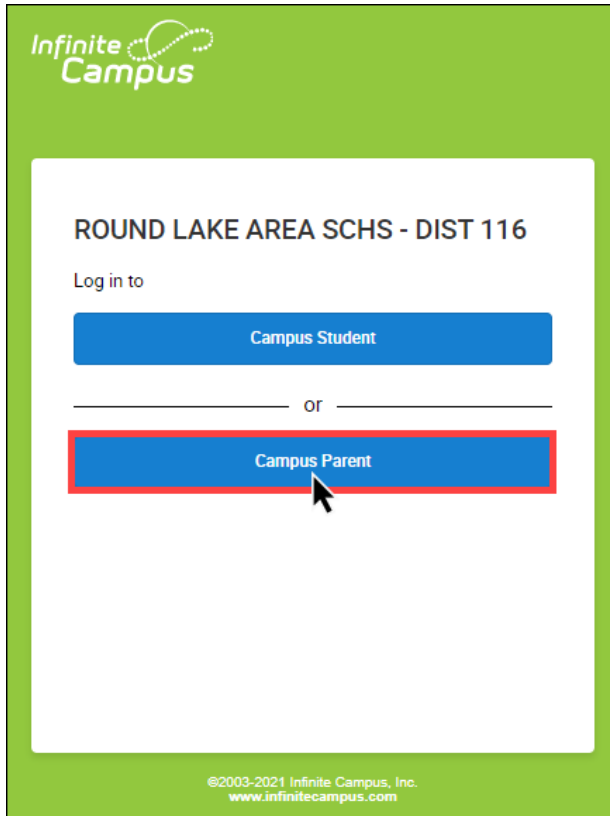 Infinite
Campus
ROUND LAKE AREA SCHS - DIST 116
Log in to
Campus Student
or
Campus Parent
©2003-2021 Infinite Campus, Inc.
www.infinitecampus.com